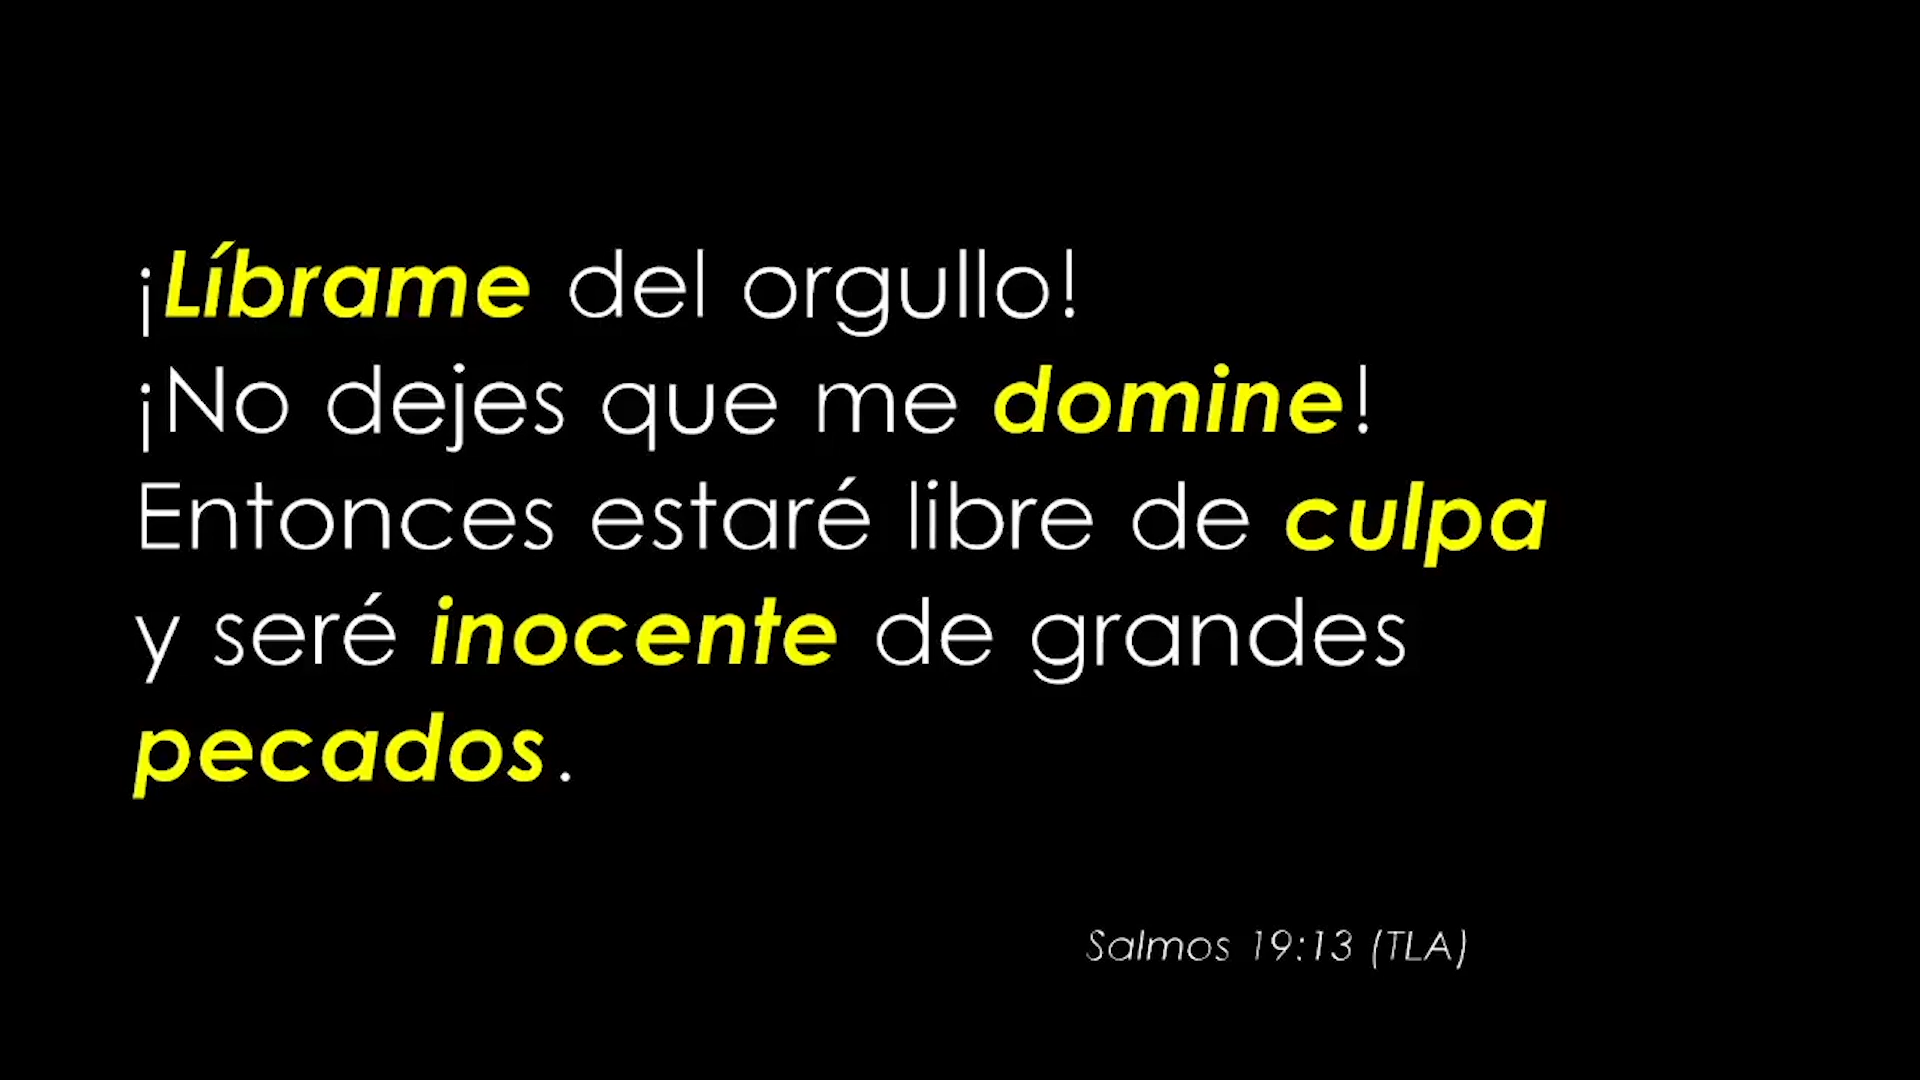 ¡Líbrame del orgullo!
¡No dejes que me domine!
Entonces estaré libre de culpa
y seré inocente de grandes
pecados.
Salmos 19:13 (TLA)